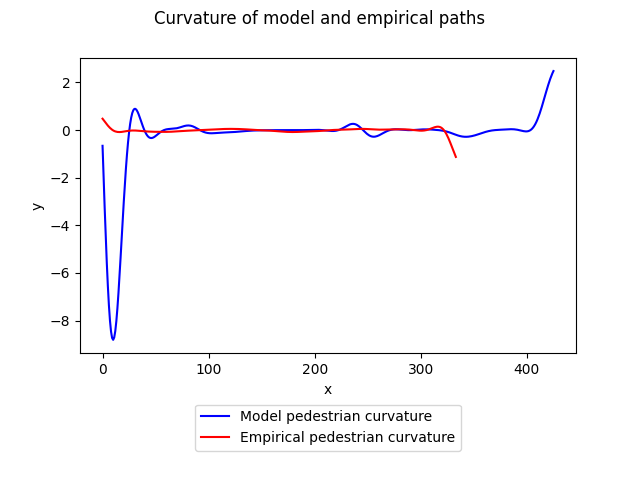 Curvature of model and empirical paths
2
0
−2
−4
−6
−8
y
0 100 200 300 400
x
Model pedestrian curvature
Empirical pedestrian curvature